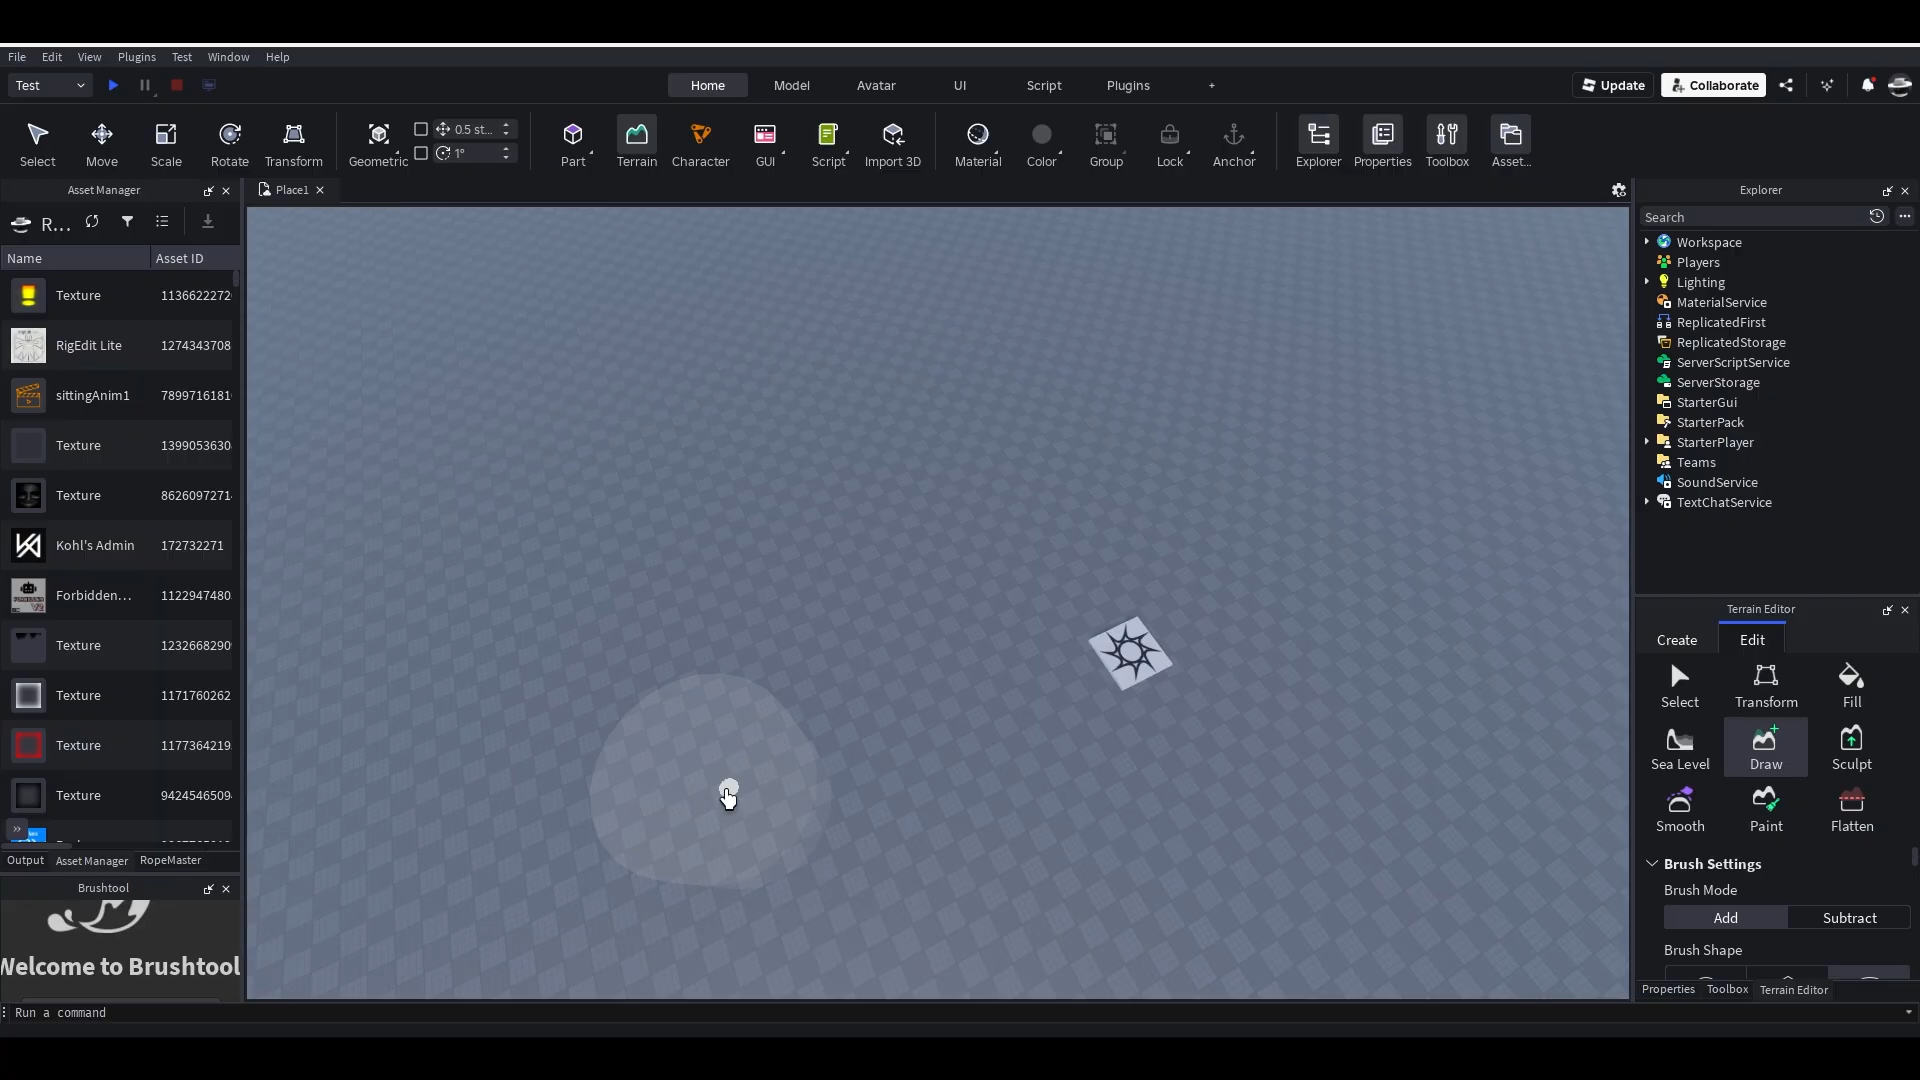 File Edit View Plugins Test Window Help
Test Home Model Avatar UI Script Plugins + Update Collaborate
0.5 st...
1°
Select Move Scale Rotate Transform Geometric Part Terrain Character GUI Script Import 3D Material Color Group Lock Anchor Explorer Properties Toolbox Asset...
Asset Manager
R...
Name Asset ID
Texture 1136622272
RigEdit Lite 1274343708
sittingAnim1 7899716181
Texture 1399053630
Texture 8626097271
Kohl's Admin 172732271
Forbidden... 1122947480
Texture 1232668290
Texture 1171760262
Texture 1177364219
Texture 9424546509
Output Asset Manager RopeMaster
Brushtool
Welcome to Brushtool
Place1
Explorer
Search
Workspace
Players
Lighting
MaterialService
ReplicatedFirst
ReplicatedStorage
ServerScriptService
ServerStorage
StarterGui
StarterPack
StarterPlayer
Teams
SoundService
TextChatService
Terrain Editor
Create Edit
Select Transform Fill
Sea Level Draw Sculpt
Smooth Paint Flatten
Brush Settings
Brush Mode
Add Subtract
Brush Shape
Properties Toolbox Terrain Editor
Run a command